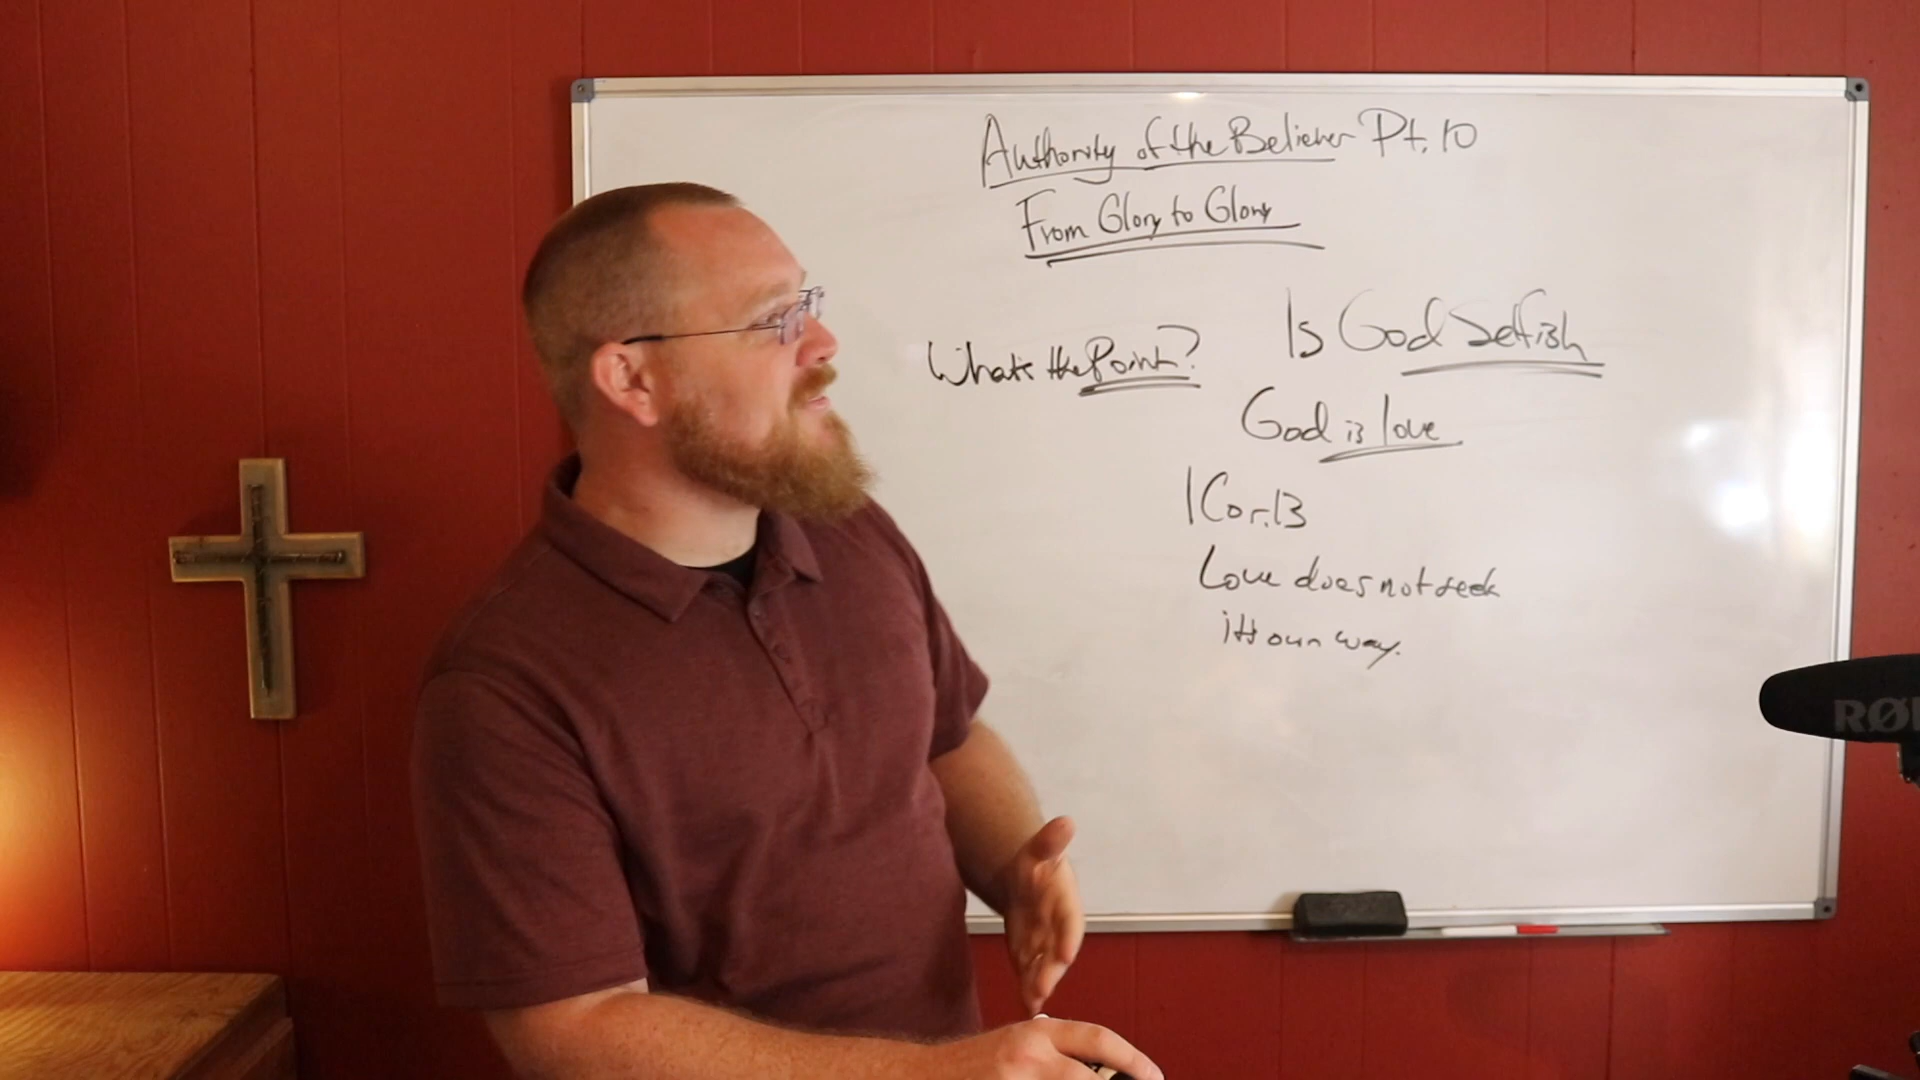 Authority of the Believer Pt. 10
From Glory to Glory
What's the Point?
Is God Selfish
God is love
1 Cor. 13
Love does not seek
its own way.
RØ